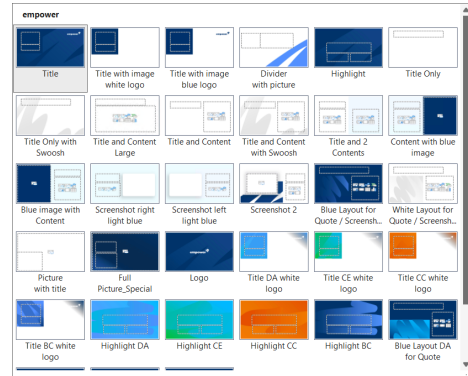 empower
Title
Title with image
white logo
Title with image
blue logo
Divider
with picture
Highlight
Title Only
Title Only with
Swoosh
Title and Content
Large
Title and Content
Title and Content
with Swoosh
Title and 2
Contents
Content with blue
image
Blue image with
Content
Screenshot right
light blue
Screenshot left
light blue
Screenshot 2
Blue Layout for
Quote / Screensh...
White Layout for
Quote / Screensh...
Picture
with title
Full
Picture_Special
Logo
Title DA white
logo
Title CE white
logo
Title CC white
logo
Title BC white
logo
Highlight DA
Highlight CE
Highlight CC
Highlight BC
Blue Layout DA
for Quote